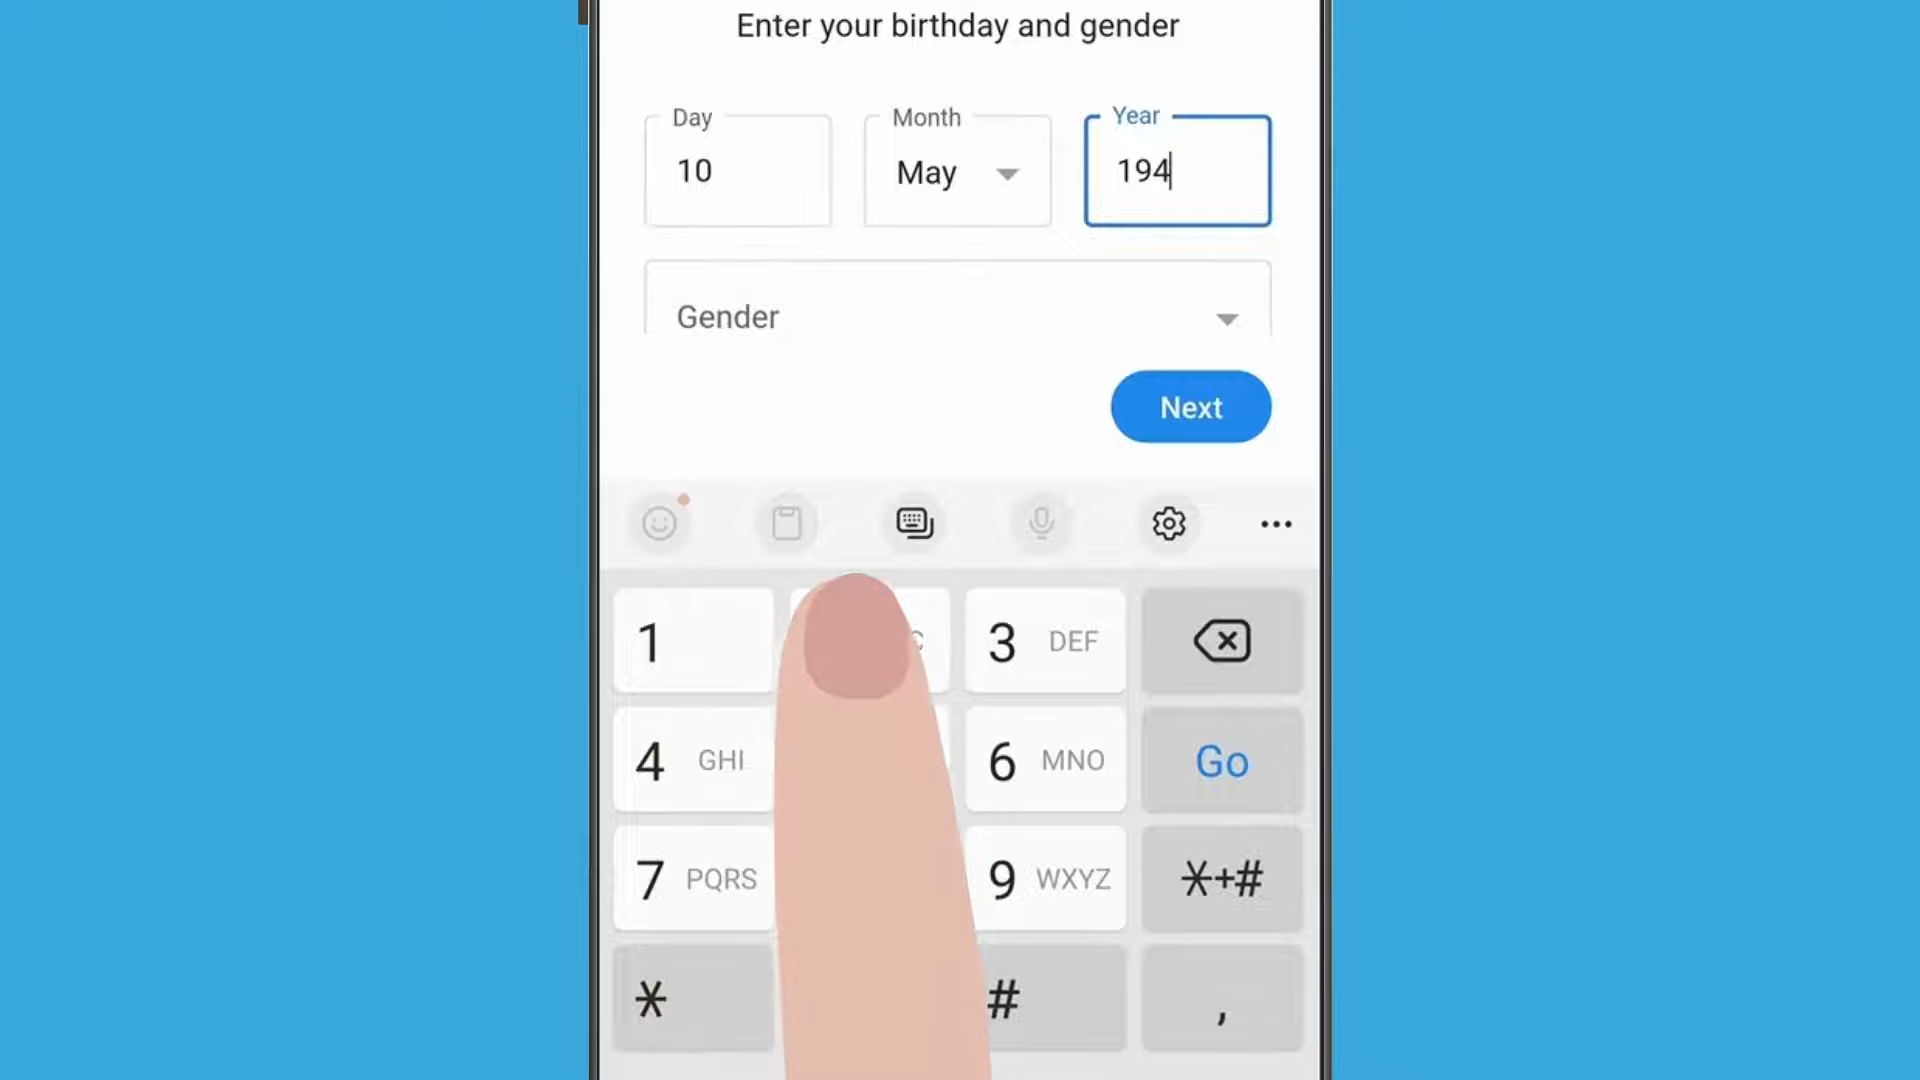 Enter your birthday and gender
Day
Month
Year
10
May
194
Gender
Next
1
3 DEF
4 GHI
6 MNO
Go
7 PQRS
9 WXYZ
*+#
*
#
,